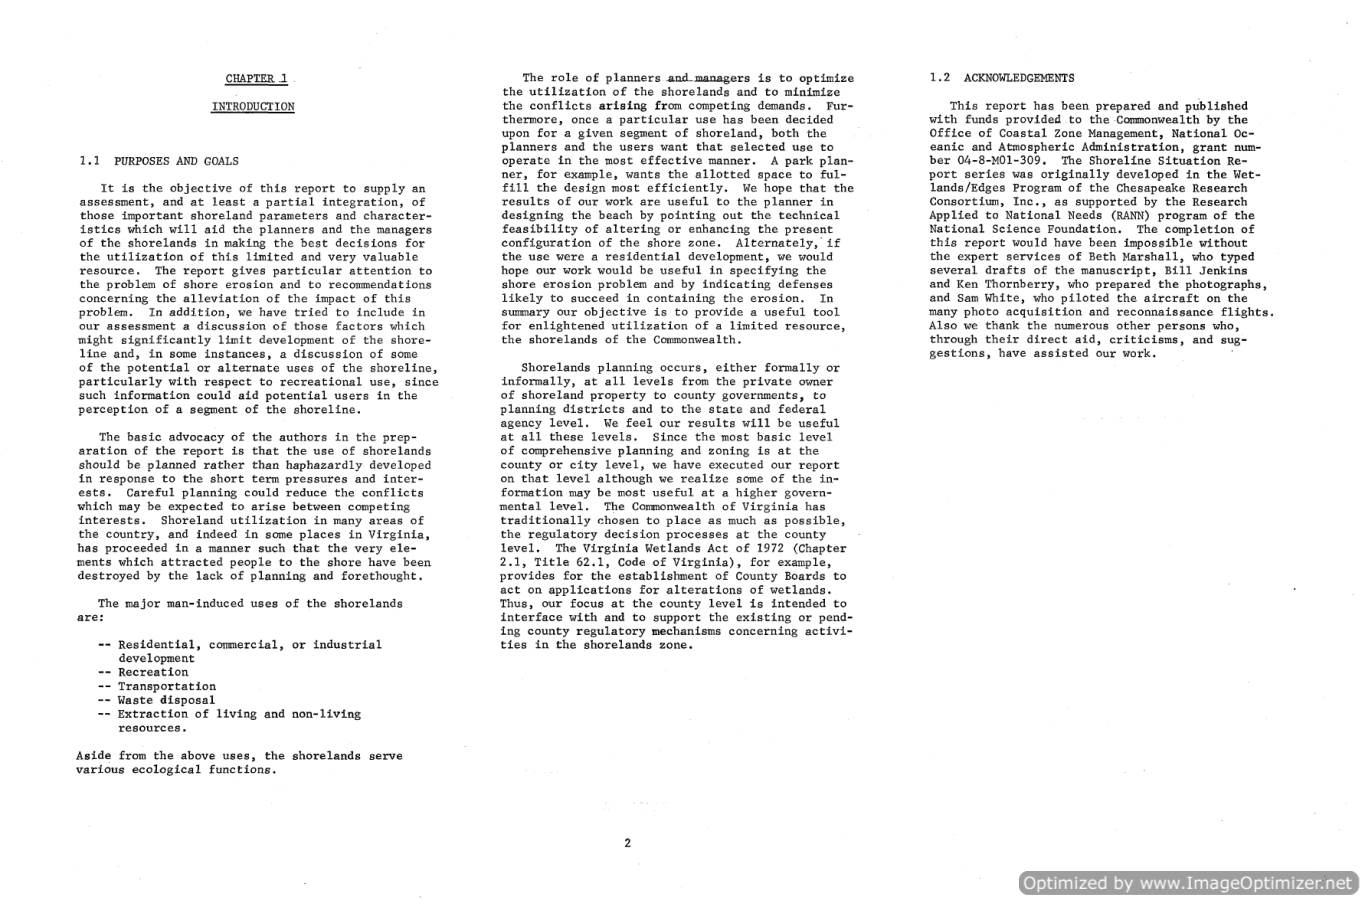 CHAPTER 1
INTRODUCTION
1.1 PURPOSES AND GOALS
It is the objective of this report to supply an
assessment, and at least a partial integration, of
those important shoreland parameters and character-
istics which will aid the planners and the managers
of the shorelands in making the best decisions for
the utilization of this limited and very valuable
resource. The report gives particular attention to
the problem of shore erosion and to recommendations
concerning the alleviation of the impact of this
problem. In addition, we have tried to include in
our assessment a discussion of those factors which
might significantly limit development of the shore-
line and, in some instances, a discussion of some
of the potential or alternate uses of the shoreline,
particularly with respect to recreational use, since
such information could aid potential users in the
perception of a segment of the shoreline.
The basic advocacy of the authors in the prep-
aration of the report is that the use of shorelands
should be planned rather than haphazardly developed
in response to the short term pressures and inter-
ests. Careful planning could reduce the conflicts
which may be expected to arise between competing
interests. Shoreland utilization in many areas of
the country, and indeed in some places in Virginia,
has proceeded in a manner such that the very ele-
ments which attracted people to the shore have been
destroyed by the lack of planning and forethought.
The major man-induced uses of the shorelands
are:
-- Residential, commercial, or industrial
development
-- Recreation
-- Transportation
-- Waste disposal
-- Extraction of living and non-living
resources.
Aside from the above uses, the shorelands serve
various ecological functions.
The role of planners and managers is to optimize
the utilization of the shorelands and to minimize
the conflicts arising from competing demands. Fur-
thermore, once a particular use has been decided
upon for a given segment of shoreland, both the
planners and the users want that selected use to
operate in the most effective manner. A park plan-
ner, for example, wants the allotted space to ful-
fill the design most efficiently. We hope that the
results of our work are useful to the planner in
designing the beach by pointing out the technical
feasibility of altering or enhancing the present
configuration of the shore zone. Alternately, if
the use were a residential development, we would
hope our work would be useful in specifying the
shore erosion problem and by indicating defenses
likely to succeed in containing the erosion. In
summary our objective is to provide a useful tool
for enlightened utilization of a limited resource,
the shorelands of the Commonwealth.
Shorelands planning occurs, either formally or
informally, at all levels from the private owner
of shoreland property to county governments, to
planning districts and to the state and federal
agency level. We feel our results will be useful
at all these levels. Since the most basic level
of comprehensive planning and zoning is at the
county or city level, we have executed our report
on that level although we realize some of the in-
formation may be most useful at a higher govern-
mental level. The Commonwealth of Virginia has
traditionally chosen to place as much as possible,
the regulatory decision processes at the county
level. The Virginia Wetlands Act of 1972 (Chapter
2.1, Title 62.1, Code of Virginia), for example,
provides for the establishment of County Boards to
act on applications for alterations of wetlands.
Thus, our focus at the county level is intended to
interface with and to support the existing or pend-
ing county regulatory mechanisms concerning activi-
ties in the shorelands zone.
1.2 ACKNOWLEDGEMENTS
This report has been prepared and published
with funds provided to the Commonwealth by the
Office of Coastal Zone Management, National Oc-
eanic and Atmospheric Administration, grant num-
ber 04-8-M01-309. The Shoreline Situation Re-
port series was originally developed in the Wet-
lands/Edges Program of the Chesapeake Research
Consortium, Inc., as supported by the Research
Applied to National Needs (RANN) program of the
National Science Foundation. The completion of
this report would have been impossible without
the expert services of Beth Marshall, who typed
several drafts of the manuscript, Bill Jenkins
and Ken Thornberry, who prepared the photographs,
and Sam White, who piloted the aircraft on the
many photo acquisition and reconnaissance flights.
Also we thank the numerous other persons who,
through their direct aid, criticisms, and sug-
gestions, have assisted our work.
2
Optimized by www.ImageOptimizer.net